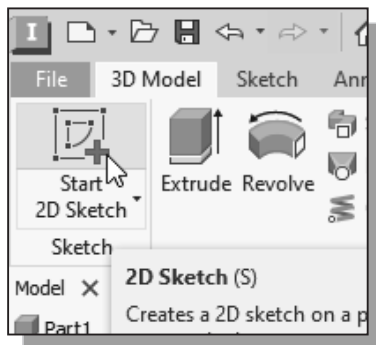 I
File 3D Model Sketch
Start
2D Sketch
Extrude Revolve
Sketch
Model X
2D Sketch (S)
Part1
Creates a 2D sketch on a